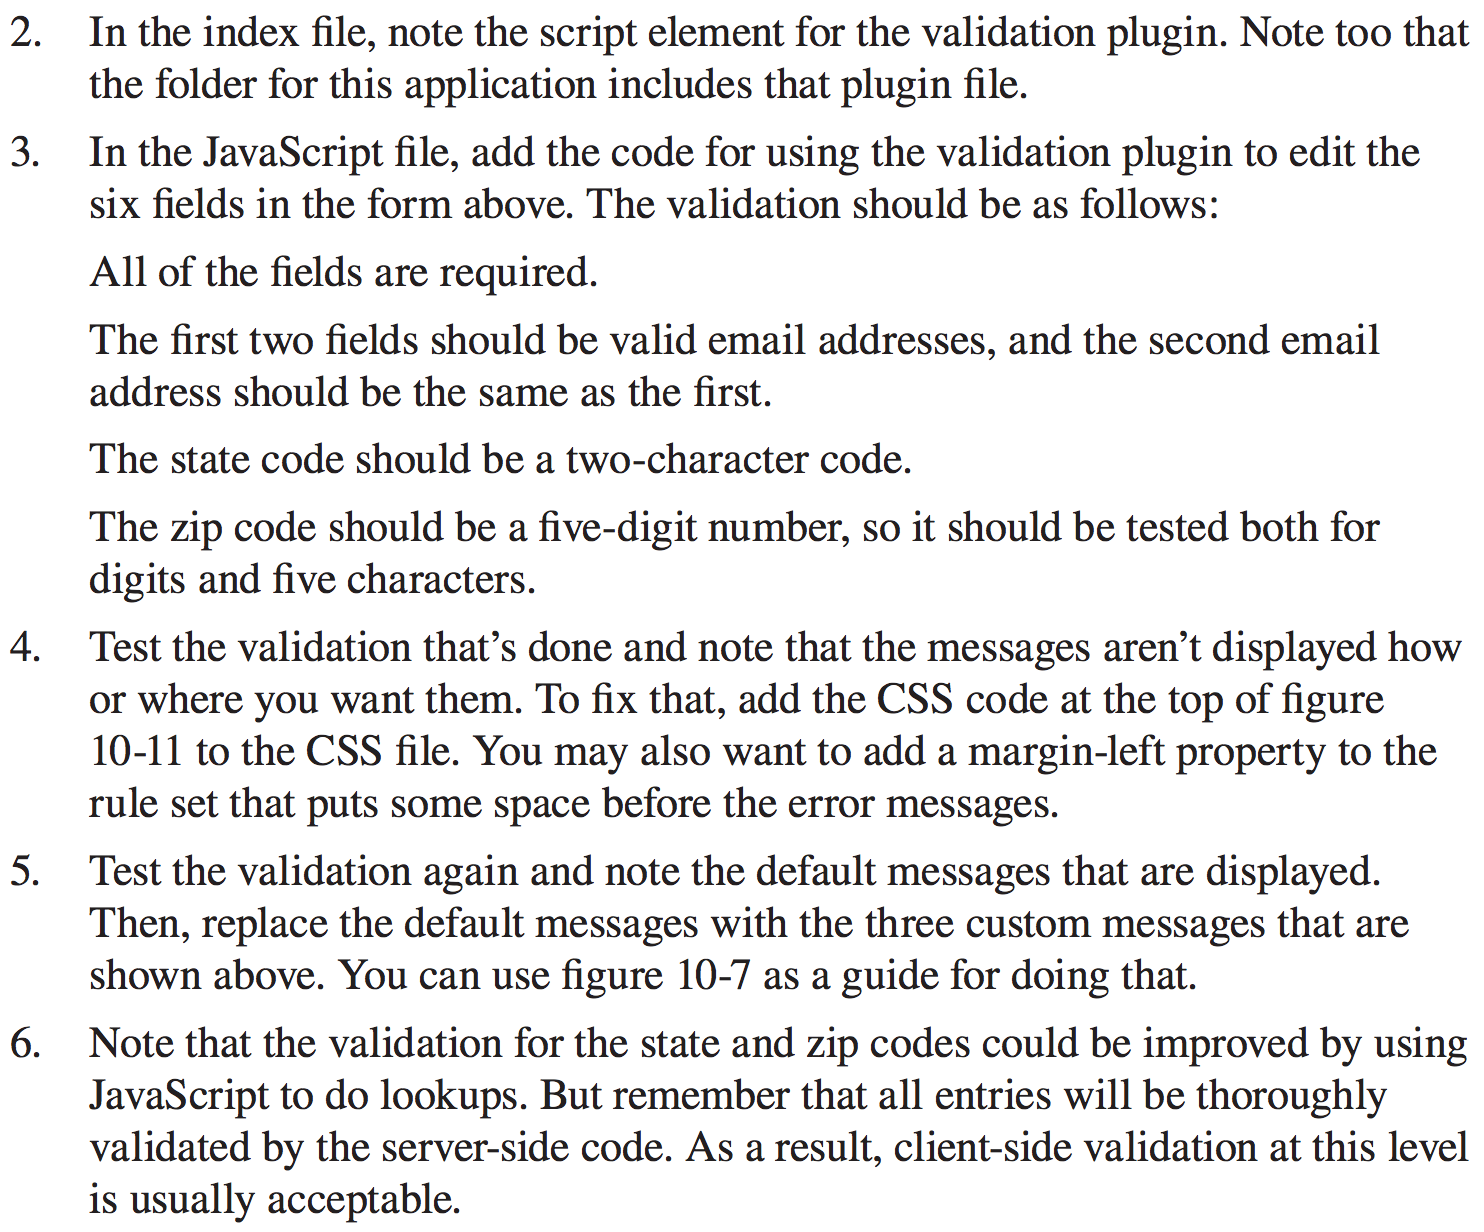 2. In the index file, note the script element for the validation plugin. Note too that
the folder for this application includes that plugin file.
3. In the JavaScript file, add the code for using the validation plugin to edit the
six fields in the form above. The validation should be as follows:
All of the fields are required.
The first two fields should be valid email addresses, and the second email
address should be the same as the first.
The state code should be a two-character code.
The zip code should be a five-digit number, so it should be tested both for
digits and five characters.
4. Test the validation that’s done and note that the messages aren’t displayed how
or where you want them. To fix that, add the CSS code at the top of figure
10-11 to the CSS file. You may also want to add a margin-left property to the
rule set that puts some space before the error messages.
5. Test the validation again and note the default messages that are displayed.
Then, replace the default messages with the three custom messages that are
shown above. You can use figure 10-7 as a guide for doing that.
6. Note that the validation for the state and zip codes could be improved by using
JavaScript to do lookups. But remember that all entries will be thoroughly
validated by the server-side code. As a result, client-side validation at this level
is usually acceptable.